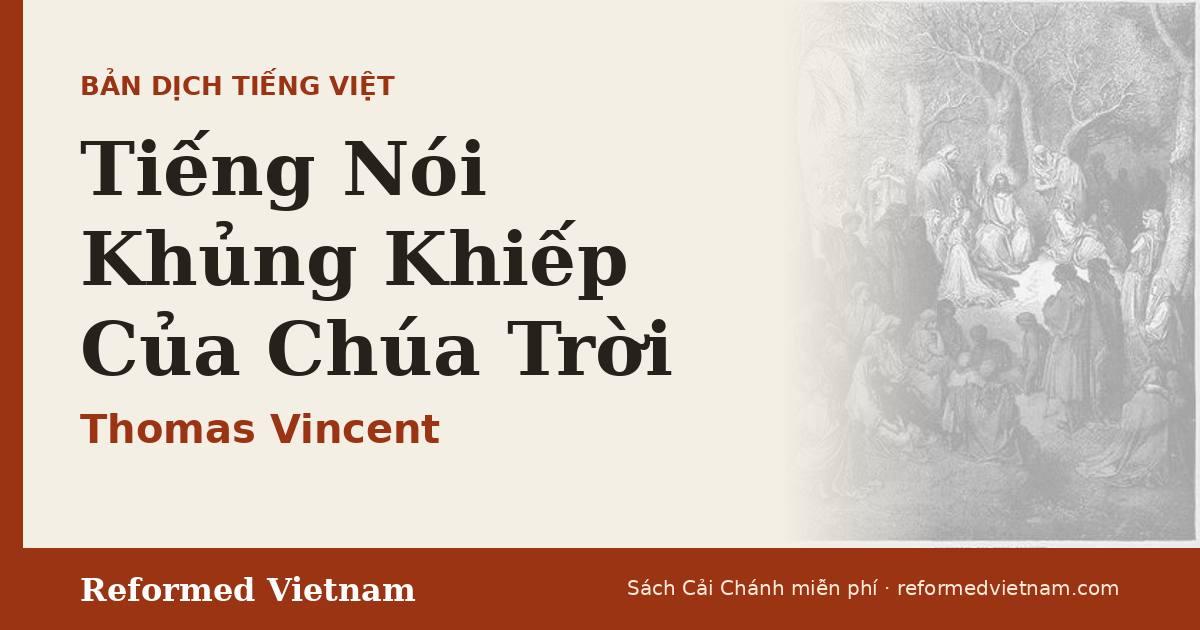 BẢN DỊCH TIẾNG VIỆT
Tiếng Nói
Khủng Khiếp
Của Chúa Trời
Thomas Vincent
Reformed Vietnam
Sách Cải Chánh miễn phí · reformedvietnam.com